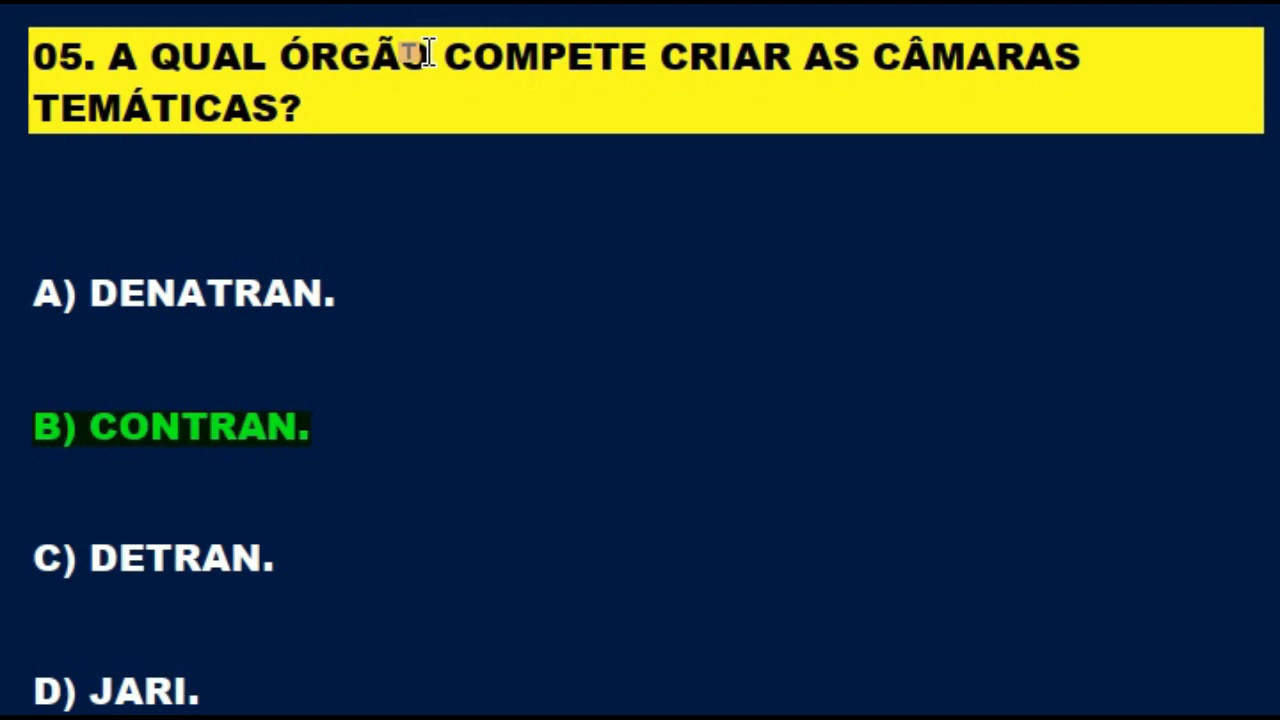 05. A QUAL ÓRGÃO COMPETE CRIAR AS CÂMARAS
TEMÁTICAS?
A) DENATRAN.
B) CONTRAN.
C) DETRAN.
D) JARI.